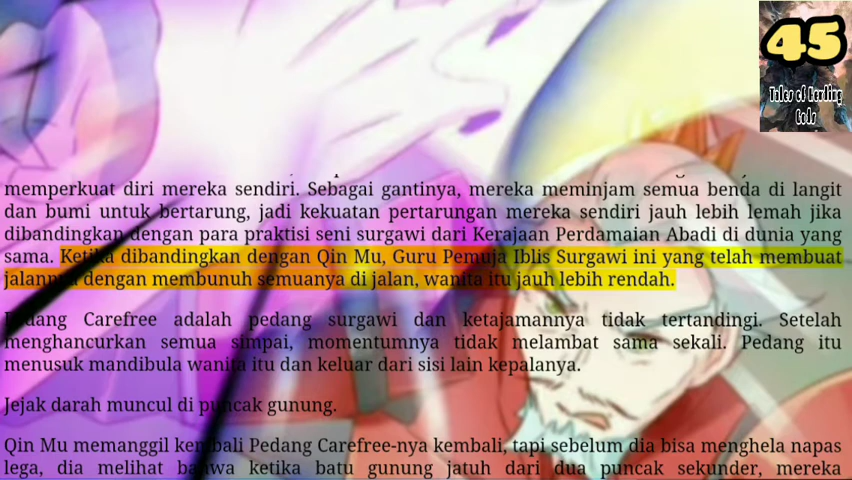 45
Tales of Herding
Gods
memperkuat diri mereka sendiri. Sebagai gantinya, mereka meminjam semua benda di langit
dan bumi untuk bertarung, jadi kekuatan pertarungan mereka sendiri jauh lebih lemah jika
dibandingkan dengan para praktisi seni surgawi dari Kerajaan Perdamaian Abadi di dunia yang
sama. Ketika dibandingkan dengan Qin Mu, Guru Pemuja Iblis Surgawi ini yang telah membuat
jalannya dengan membunuh semuanya di jalan, wanita itu jauh lebih rendah.
Pedang Carefree adalah pedang surgawi dan ketajamannya tidak tertandingi. Setelah
menghancurkan semua simpai, momentumnya tidak melambat sama sekali. Pedang itu
menusuk mandibula wanita itu dan keluar dari sisi lain kepalanya.
Jejak darah muncul di puncak gunung.
Qin Mu memanggil kembali Pedang Carefree-nya kembali, tapi sebelum dia bisa menghela napas
lega, dia melihat bahwa ketika batu gunung jatuh dari dua puncak sekunder, mereka